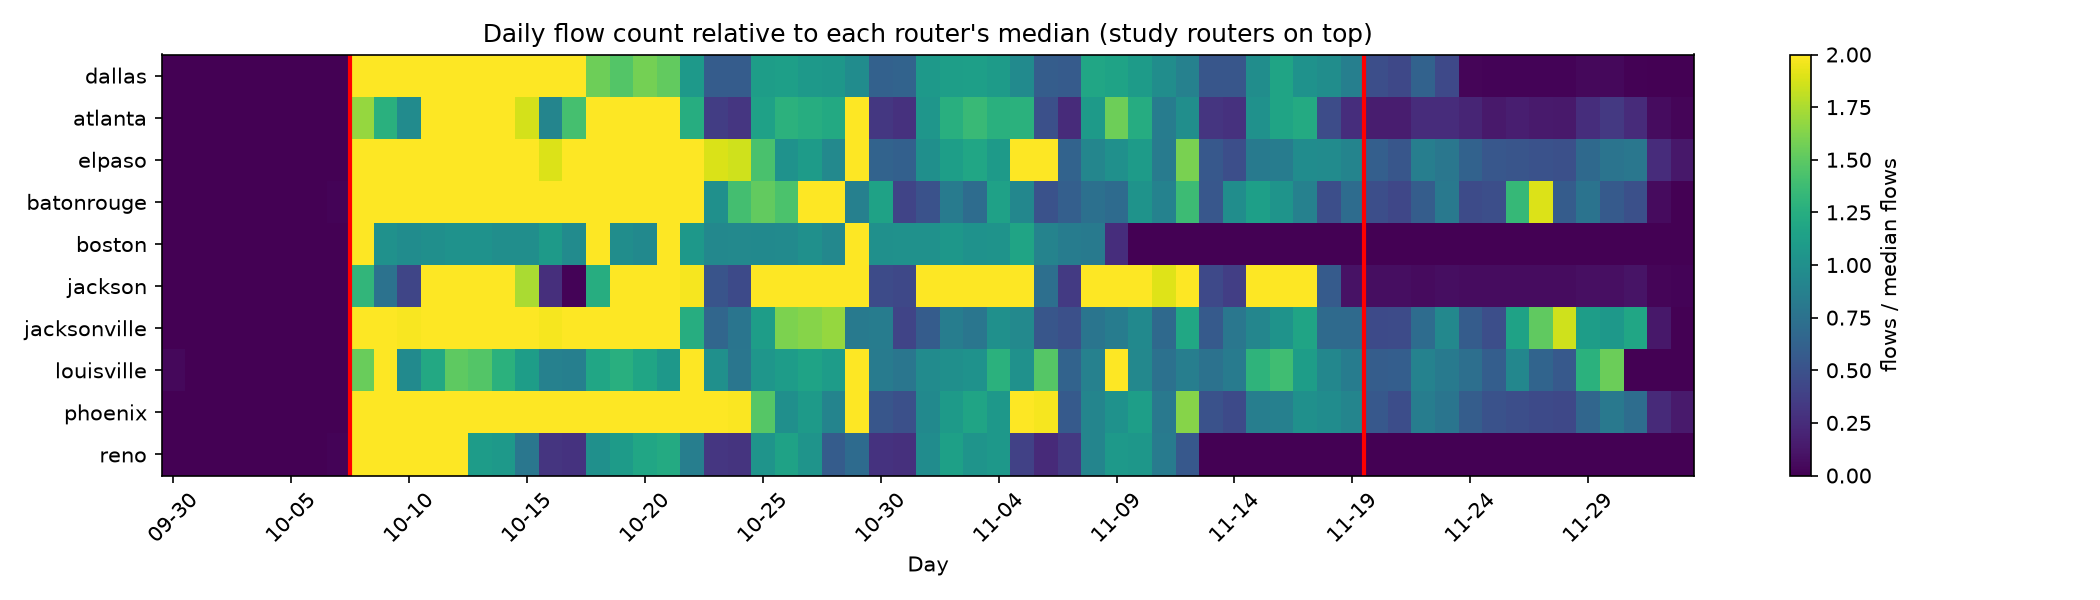 Daily flow count relative to each router's median (study routers on top)
dallas
atlanta
elpaso
batonrouge
boston
jackson
jacksonville
louisville
phoenix
reno
09-30
10-05
10-10
10-15
10-20
10-25
10-30
11-04
11-09
11-14
11-19
11-24
11-29
Day
2.00
1.75
1.50
1.25
1.00
0.75
0.50
0.25
0.00
flows / median flows